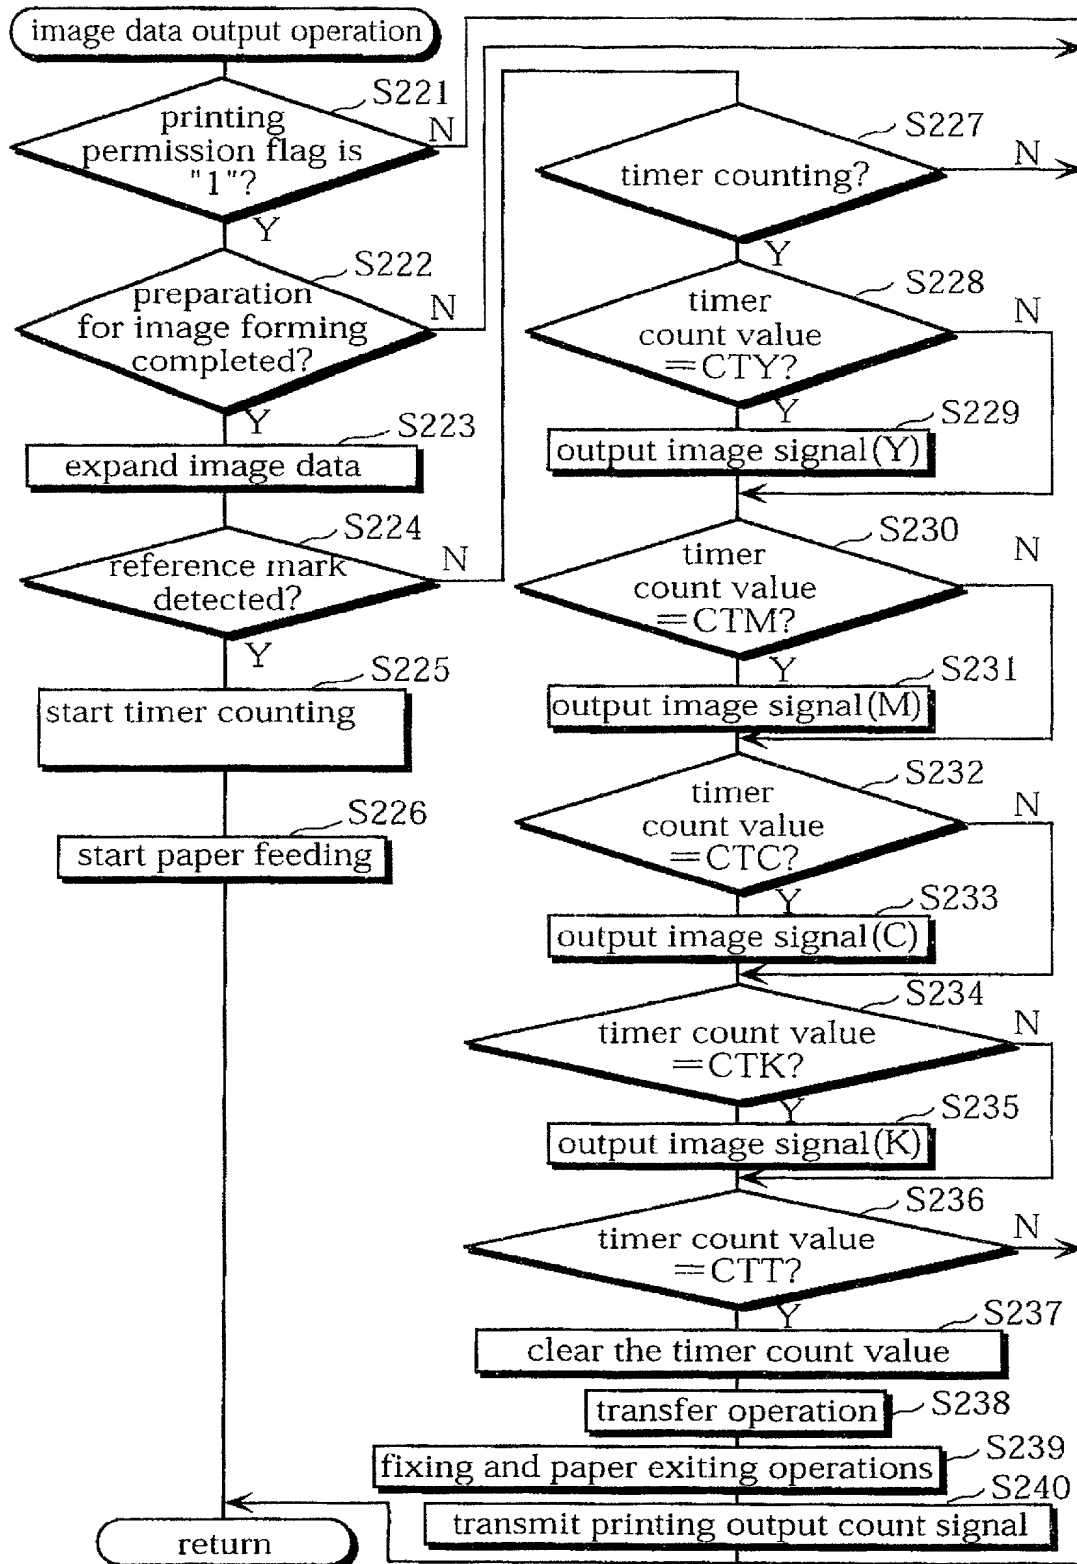 image data output operation
S221
printing
permission flag is
"1"?
N
Y
S222
preparation
for image forming
completed?
N
Y
S223
expand image data
S224
reference mark
detected?
N
Y
S225
start timer counting
S226
start paper feeding
S227
timer counting?
N
Y
S228
timer
count value
=CTY?
N
Y
S229
output image signal(Y)
S230
timer
count value
=CTM?
N
Y
S231
output image signal(M)
S232
timer
count value
=CTC?
N
Y
S233
output image signal(C)
S234
timer count value
=CTK?
N
Y
S235
output image signal(K)
S236
timer count value
=CTT?
N
Y
S237
clear the timer count value
S238
transfer operation
S239
fixing and paper exiting operations
S240
transmit printing output count signal
return